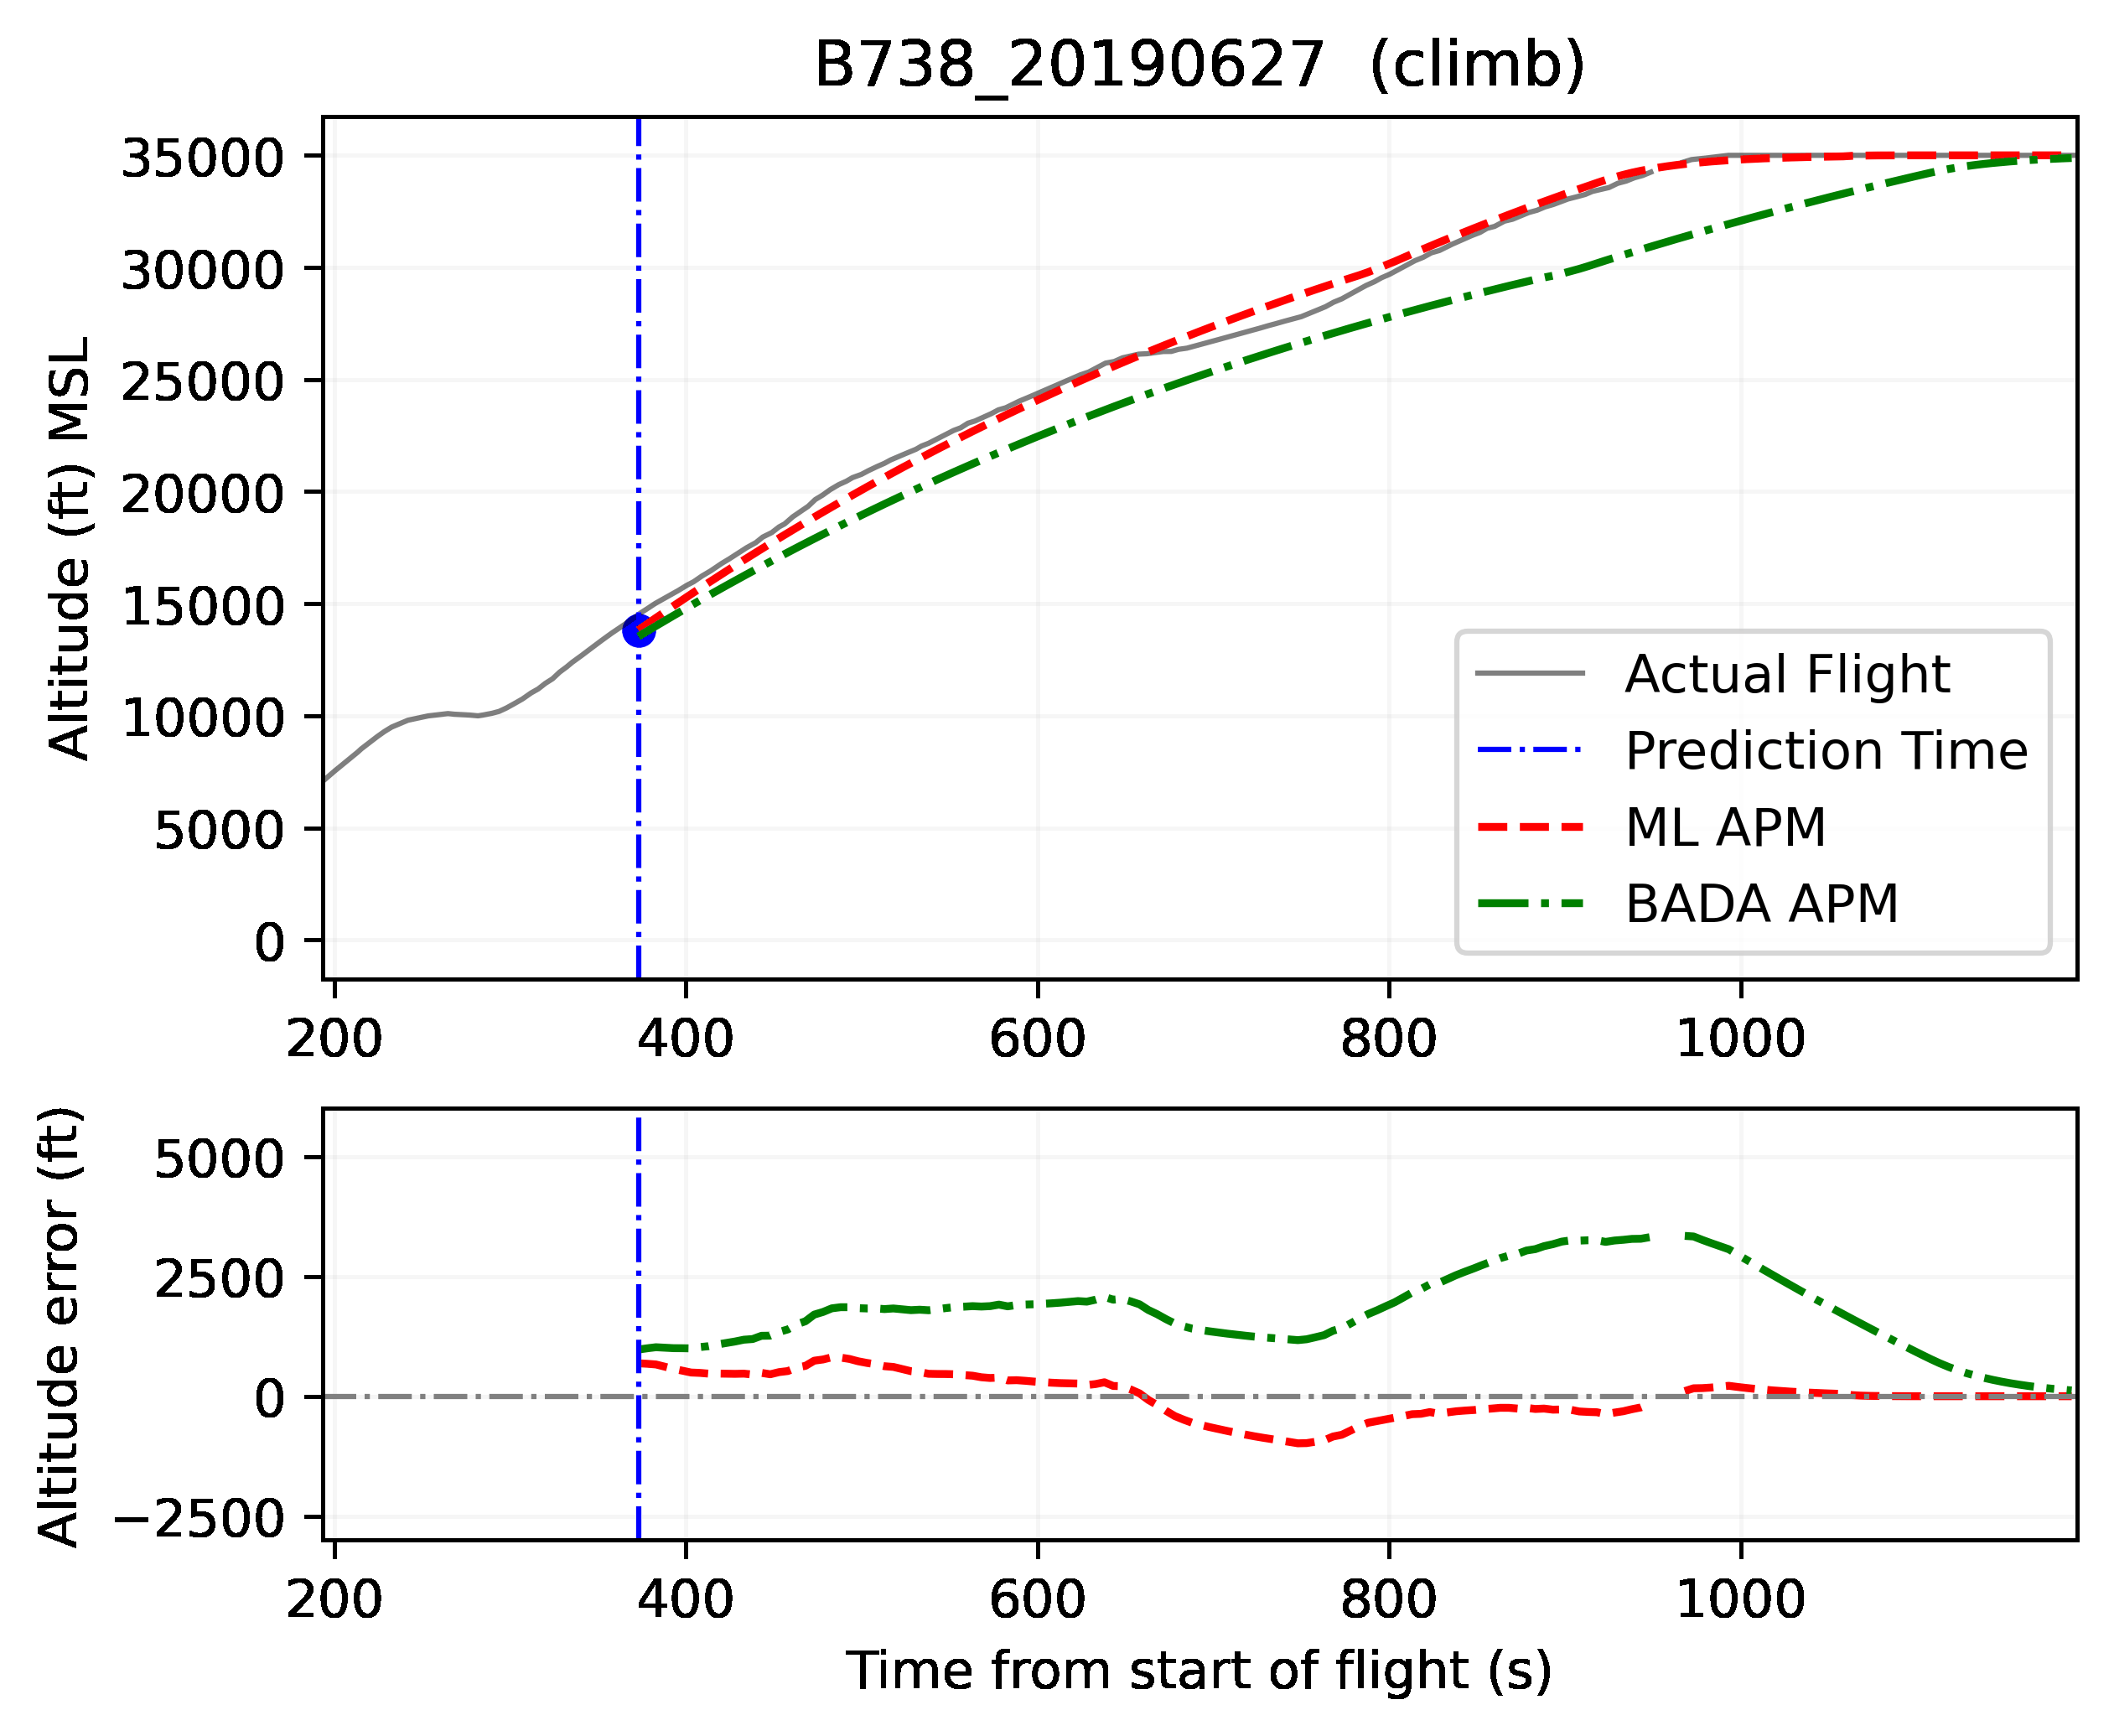 B738_20190627 (climb)
Altitude (ft) MSL
35000
30000
25000
20000
15000
10000
5000
0
Actual Flight
Prediction Time
ML APM
BADA APM
200 400 600 800 1000
Altitude error (ft)
5000
2500
0
−2500
200 400 600 800 1000
Time from start of flight (s)